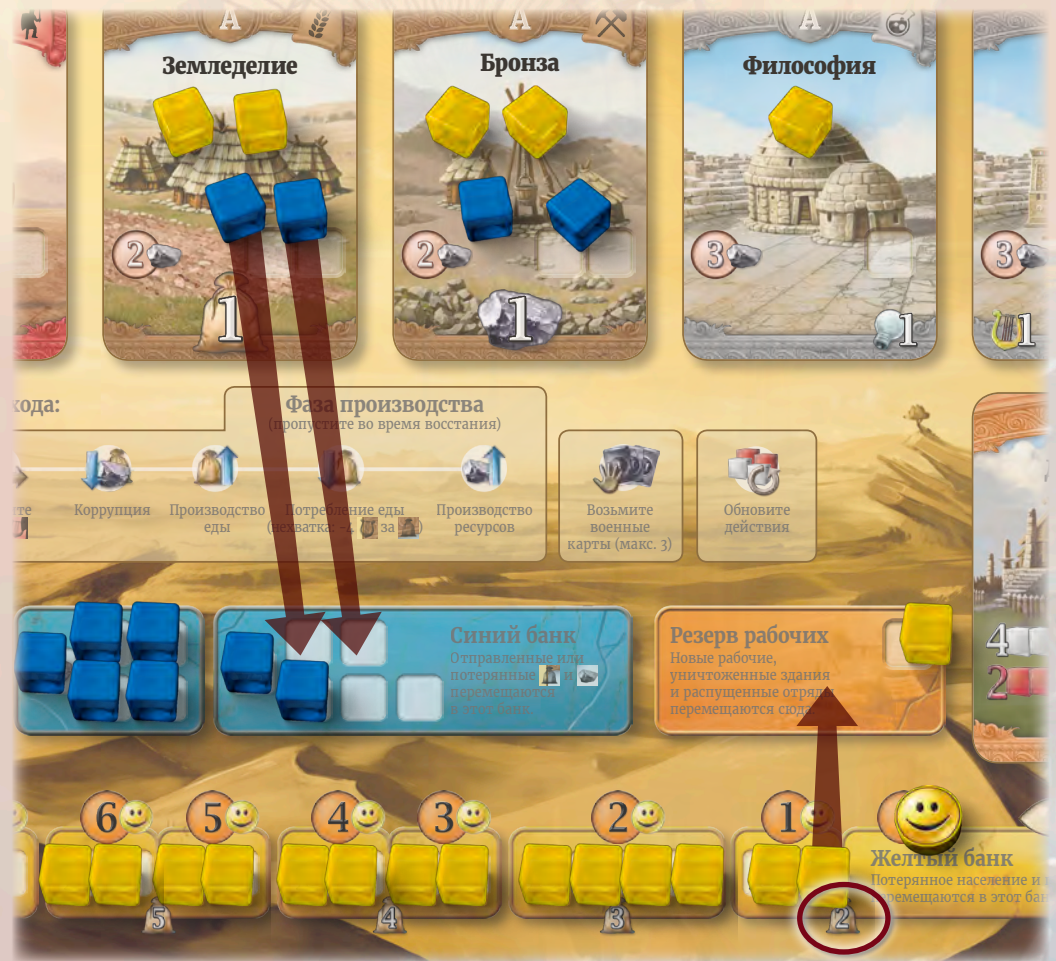 A
A
A
Земледелие
Бронза
Философия
2
2
3
3
1
1
1
1
хода:
Фаза производства
(пропустите во время восстания)
Коррупция
Производство
еды
Потребление еды
(нехватка: -4 за )
Производство
ресурсов
Возьмите
военные
карты (макс. 3)
Обновите
действия
4
2
Синий банк
Отправленные или
потерянные и
перемещаются
в этот банк.
Резерв рабочих
Новые рабочие,
уничтоженные здания
и распущенные отряды
перемещаются сюда.
6
5
4
3
2
1
Желтый банк
Потерянное население и
перемещаются в этот бан
5
4
3
2